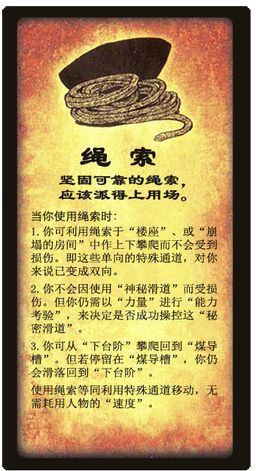 绳 索
坚固可靠的绳索，
应该派得上用场。
当你使用绳索时:
1. 你可利用绳索于“楼座”、或“崩
塌的房间”中作上下攀爬而不会受到
损伤。即这些单向的特殊通道，对你
来说已变成双向。
2. 你不会因使用“神秘滑道”而受损
伤。但你仍需以“力量”进行“能力
考验”，来决定是否成功操控这“秘
密滑道”。
3. 你可从“下台阶”攀爬回到“煤导
槽”。但若停留在“煤导槽”，你仍
会滑落回到“下台阶”。
使用绳索等同利用特殊通道移动，无
需耗用人物的“速度”。